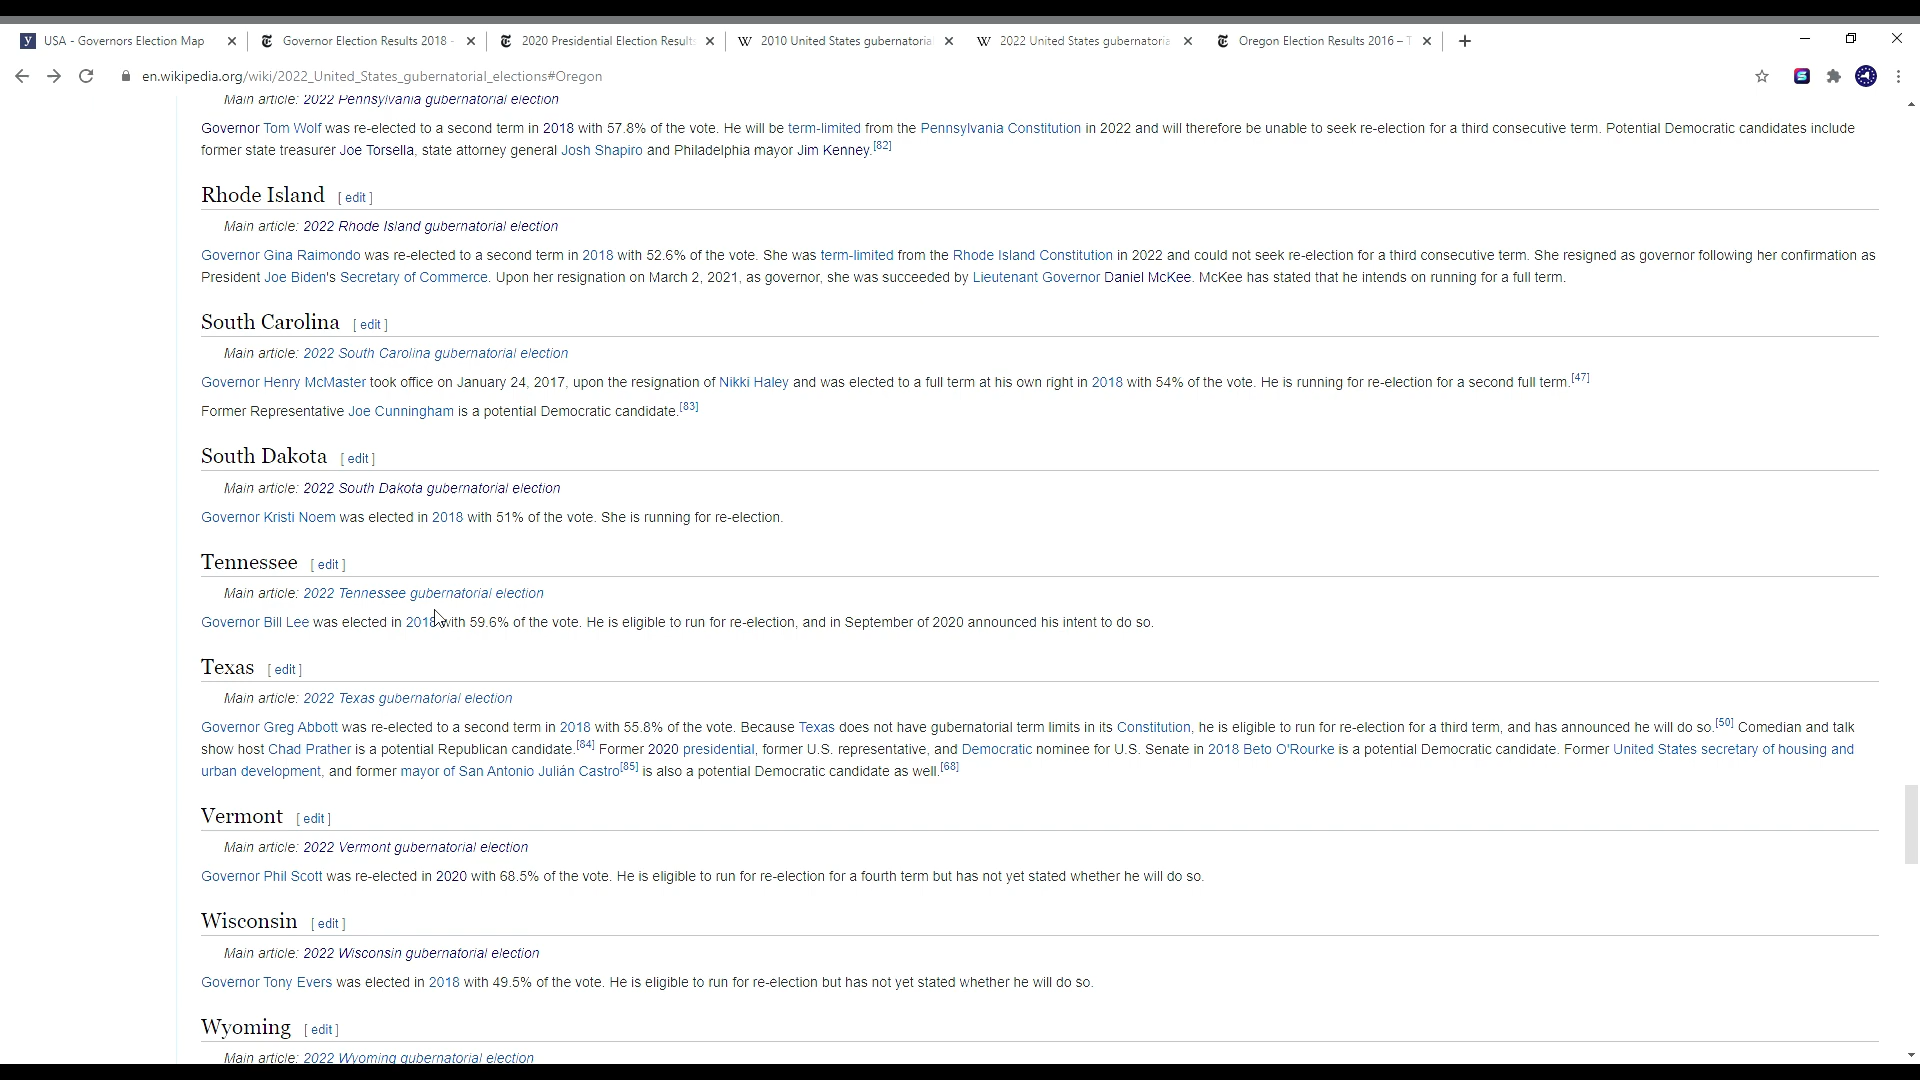 USA - Governors Election Map
Governor Election Results 2018 -
2020 Presidential Election Result
2010 United States gubernatoria
2022 United States gubernatoria
Oregon Election Results 2016 – T
en.wikipedia.org/wiki/2022_United_States_gubernatorial_elections#Oregon
Main article: 2022 Pennsylvania gubernatorial election
Governor Tom Wolf was re-elected to a second term in 2018 with 57.8% of the vote. He will be term-limited from the Pennsylvania Constitution in 2022 and will therefore be unable to seek re-election for a third consecutive term. Potential Democratic candidates include
former state treasurer Joe Torsella, state attorney general Josh Shapiro and Philadelphia mayor Jim Kenney.[82]
Rhode Island [ edit ]
Main article: 2022 Rhode Island gubernatorial election
Governor Gina Raimondo was re-elected to a second term in 2018 with 52.6% of the vote. She was term-limited from the Rhode Island Constitution in 2022 and could not seek re-election for a third consecutive term. She resigned as governor following her confirmation as
President Joe Biden's Secretary of Commerce. Upon her resignation on March 2, 2021, as governor, she was succeeded by Lieutenant Governor Daniel McKee. McKee has stated that he intends on running for a full term.
South Carolina [ edit ]
Main article: 2022 South Carolina gubernatorial election
Governor Henry McMaster took office on January 24, 2017, upon the resignation of Nikki Haley and was elected to a full term at his own right in 2018 with 54% of the vote. He is running for re-election for a second full term.[47]
Former Representative Joe Cunningham is a potential Democratic candidate.[83]
South Dakota [ edit ]
Main article: 2022 South Dakota gubernatorial election
Governor Kristi Noem was elected in 2018 with 51% of the vote. She is running for re-election.
Tennessee [ edit ]
Main article: 2022 Tennessee gubernatorial election
Governor Bill Lee was elected in 2018 with 59.6% of the vote. He is eligible to run for re-election, and in September of 2020 announced his intent to do so.
Texas [ edit ]
Main article: 2022 Texas gubernatorial election
Governor Greg Abbott was re-elected to a second term in 2018 with 55.8% of the vote. Because Texas does not have gubernatorial term limits in its Constitution, he is eligible to run for re-election for a third term, and has announced he will do so.[50] Comedian and talk
show host Chad Prather is a potential Republican candidate.[84] Former 2020 presidential, former U.S. representative, and Democratic nominee for U.S. Senate in 2018 Beto O'Rourke is a potential Democratic candidate. Former United States secretary of housing and
urban development, and former mayor of San Antonio Julián Castro[85] is also a potential Democratic candidate as well.[68]
Vermont [ edit ]
Main article: 2022 Vermont gubernatorial election
Governor Phil Scott was re-elected in 2020 with 68.5% of the vote. He is eligible to run for re-election for a fourth term but has not yet stated whether he will do so.
Wisconsin [ edit ]
Main article: 2022 Wisconsin gubernatorial election
Governor Tony Evers was elected in 2018 with 49.5% of the vote. He is eligible to run for re-election but has not yet stated whether he will do so.
Wyoming [ edit ]
Main article: 2022 Wyoming gubernatorial election